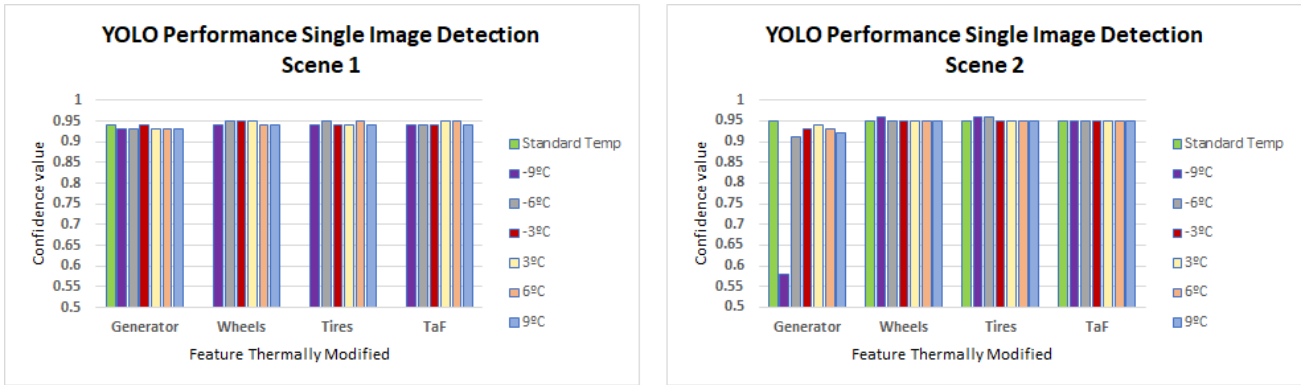 YOLO Performance Single Image Detection
Scene 1
1
0.95
0.9
0.85
0.8
0.75
0.7
0.65
0.6
0.55
0.5
Confidence value
Generator Wheels Tires TaF
Feature Thermally Modified
Standard Temp
-9ºC
-6ºC
-3ºC
3ºC
6ºC
9ºC
YOLO Performance Single Image Detection
Scene 2
1
0.95
0.9
0.85
0.8
0.75
0.7
0.65
0.6
0.55
0.5
Confidence value
Generator Wheels Tires TaF
Feature Thermally Modified
Standard Temp
-9ºC
-6ºC
-3ºC
3ºC
6ºC
9ºC